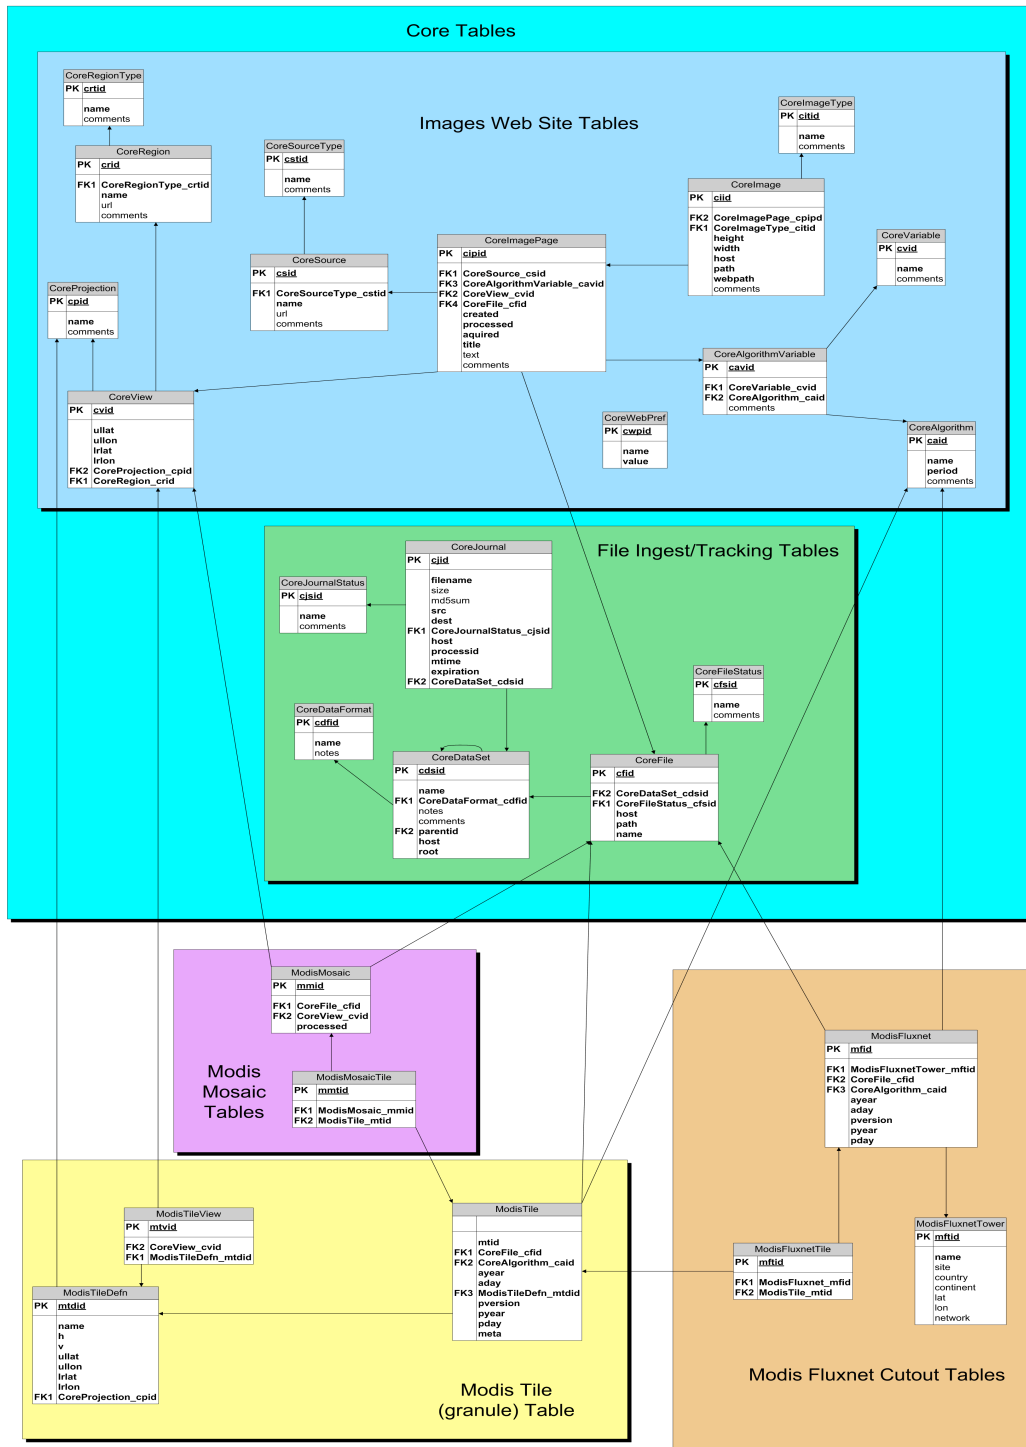 Core Tables
Images Web Site Tables
CoreRegionType
PK crtid
name
comments
CoreRegion
PK crid
FK1 CoreRegionType_crtid
name
url
comments
CoreSourceType
PK cstid
name
comments
CoreSource
PK csid
FK1 CoreSourceType_cstid
name
url
comments
CoreImagePage
PK cipid
FK1 CoreSource_csid
FK3 CoreAlgorithmVariable_cavid
FK2 CoreView_cvid
FK4 CoreFile_cfid
created
processed
aquired
title
text
comments
CoreImageType
PK citid
name
comments
CoreImage
PK ciid
FK2 CoreImagePage_cpipd
FK1 CoreImageType_citid
height
width
host
path
webpath
comments
CoreVariable
PK cvid
name
comments
CoreProjection
PK cpid
name
comments
CoreAlgorithmVariable
PK cavid
FK1 CoreVariable_cvid
FK2 CoreAlgorithm_caid
comments
CoreView
PK cvid
ullat
ullon
lrlat
lrlon
FK2 CoreProjection_cpid
FK1 CoreRegion_crid
CoreWebPref
PK cwpid
name
value
CoreAlgorithm
PK caid
name
period
comments
File Ingest/Tracking Tables
CoreJournal
PK cjid
filename
size
md5sum
src
dest
FK1 CoreJournalStatus_cjsid
host
processid
mtime
expiration
FK2 CoreDataSet_cdsid
CoreJournalStatus
PK cjsid
name
comments
CoreFileStatus
PK cfsid
name
comments
CoreDataFormat
PK cdfid
name
notes
CoreDataSet
PK cdsid
name
FK1 CoreDataFormat_cdfid
notes
comments
FK2 parentid
host
root
CoreFile
PK cfid
FK2 CoreDataSet_cdsid
FK1 CoreFileStatus_cfsid
host
path
name
ModisMosaic
PK mmid
FK1 CoreFile_cfid
FK2 CoreView_cvid
processed
Modis
Mosaic
Tables
ModisMosaicTile
PK mmtid
FK1 ModisMosaic_mmid
FK2 ModisTile_mtid
ModisFluxnet
PK mfid
FK1 ModisFluxnetTower_mftid
FK2 CoreFile_cfid
FK3 CoreAlgorithm_caid
ayear
aday
pversion
pyear
pday
ModisTileView
PK mtvid
FK2 CoreView_cvid
FK1 ModisTileDefn_mtdid
ModisTile
mtid
FK1 CoreFile_cfid
FK2 CoreAlgorithm_caid
ayear
aday
FK3 ModisTileDefn_mtdid
pversion
pyear
pday
meta
ModisFluxnetTile
PK mftid
FK1 ModisFluxnet_mfid
FK2 ModisTile_mtid
ModisFluxnetTower
PK mftid
name
site
country
continent
lat
lon
network
ModisTileDefn
PK mtdid
name
h
v
ullat
ullon
lrlat
lrlon
FK1 CoreProjection_cpid
Modis Tile
(granule) Table
Modis Fluxnet Cutout Tables